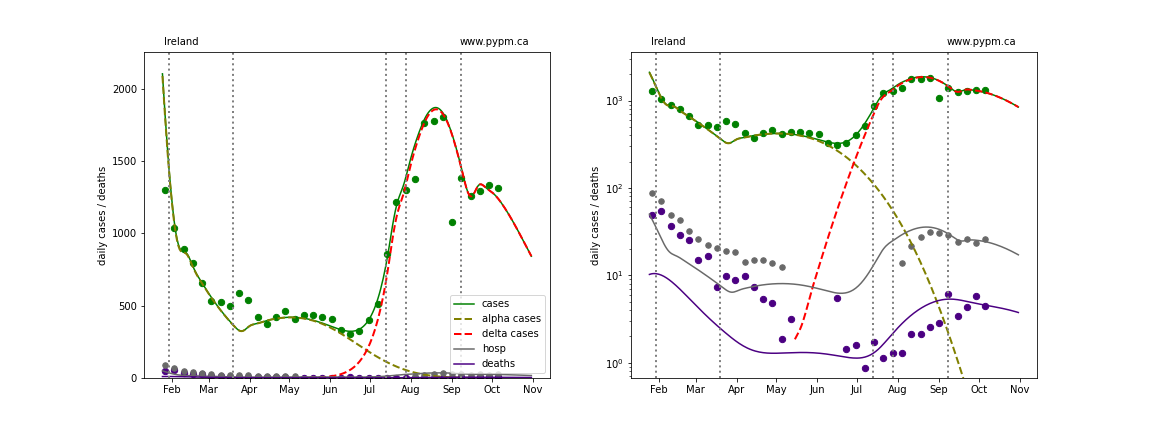 Ireland
www.pypm.ca
daily cases / deaths
2000
1500
1000
500
0
Feb Mar Apr May Jun Jul Aug Sep Oct Nov
cases
alpha cases
delta cases
hosp
deaths
Ireland
www.pypm.ca
daily cases / deaths
10³
10²
10¹
10⁰
Feb Mar Apr May Jun Jul Aug Sep Oct Nov